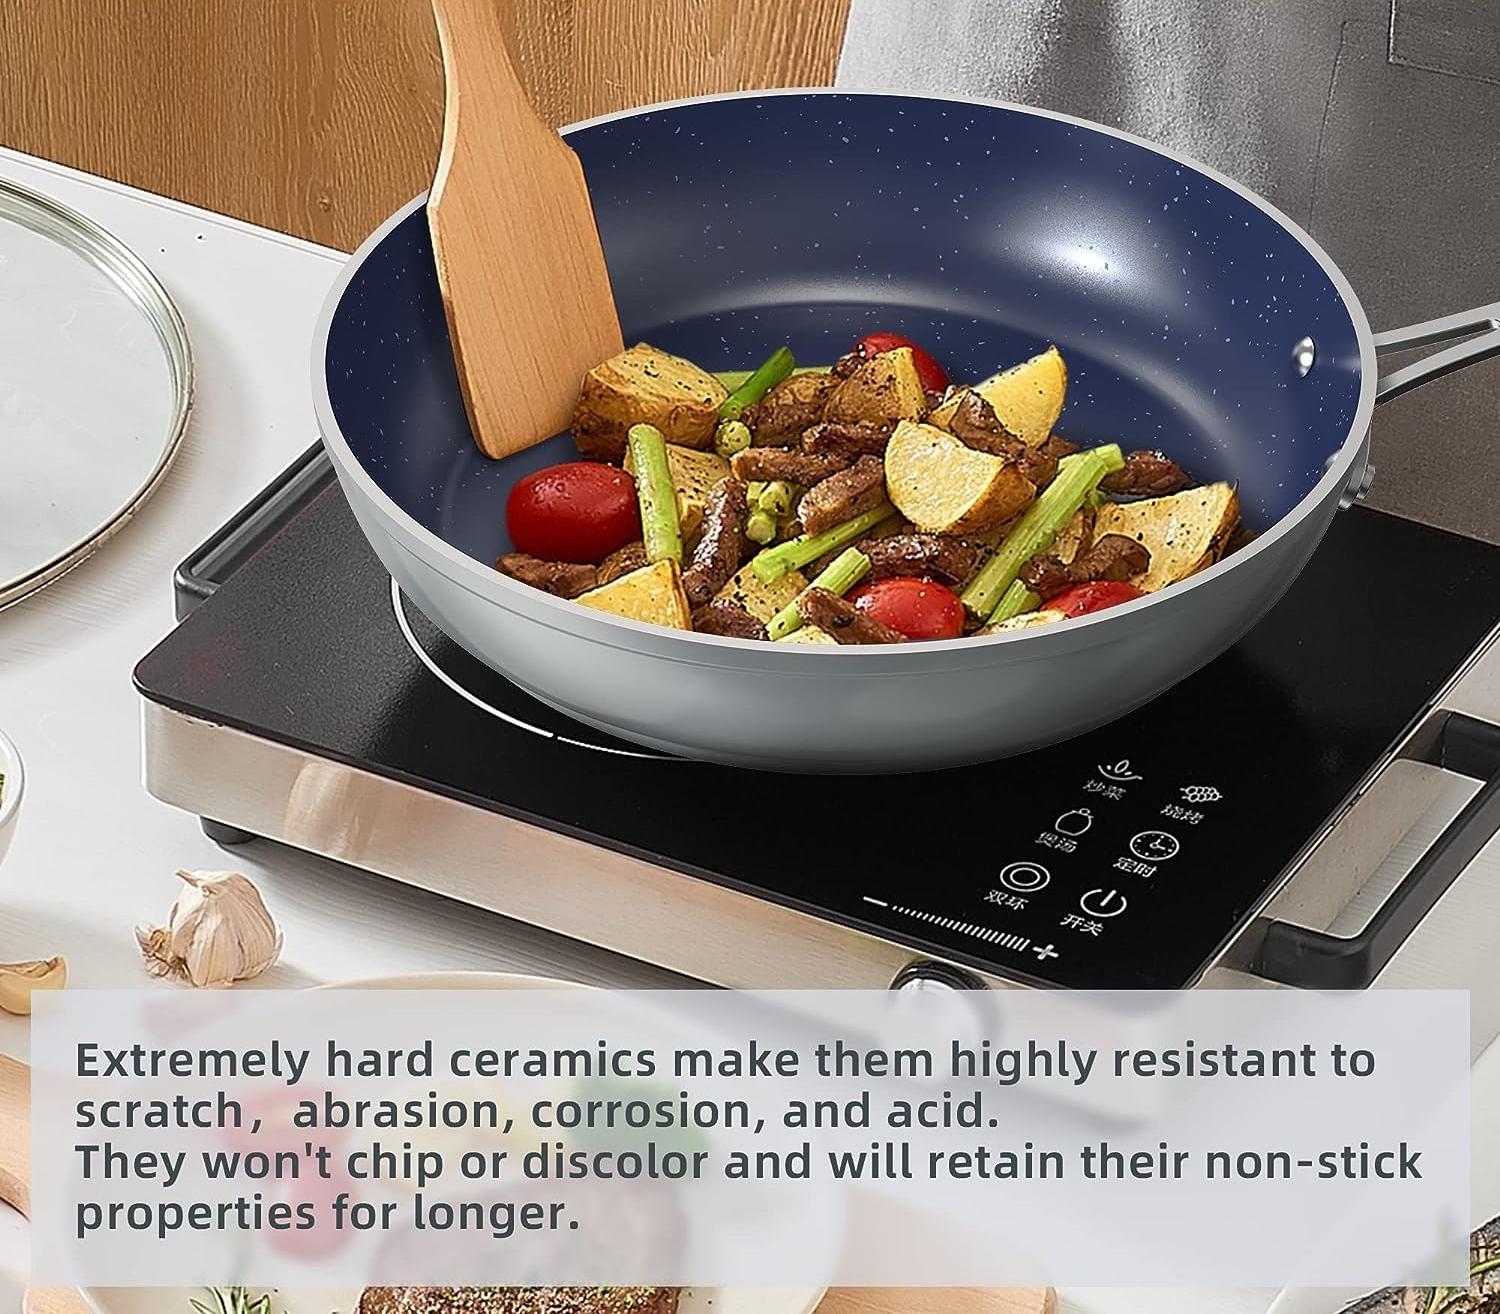 炒菜
烧烤
煲汤
定时
双环
开关
− +
Extremely hard ceramics make them highly resistant to
scratch，abrasion, corrosion, and acid.
They won't chip or discolor and will retain their non-stick
properties for longer.